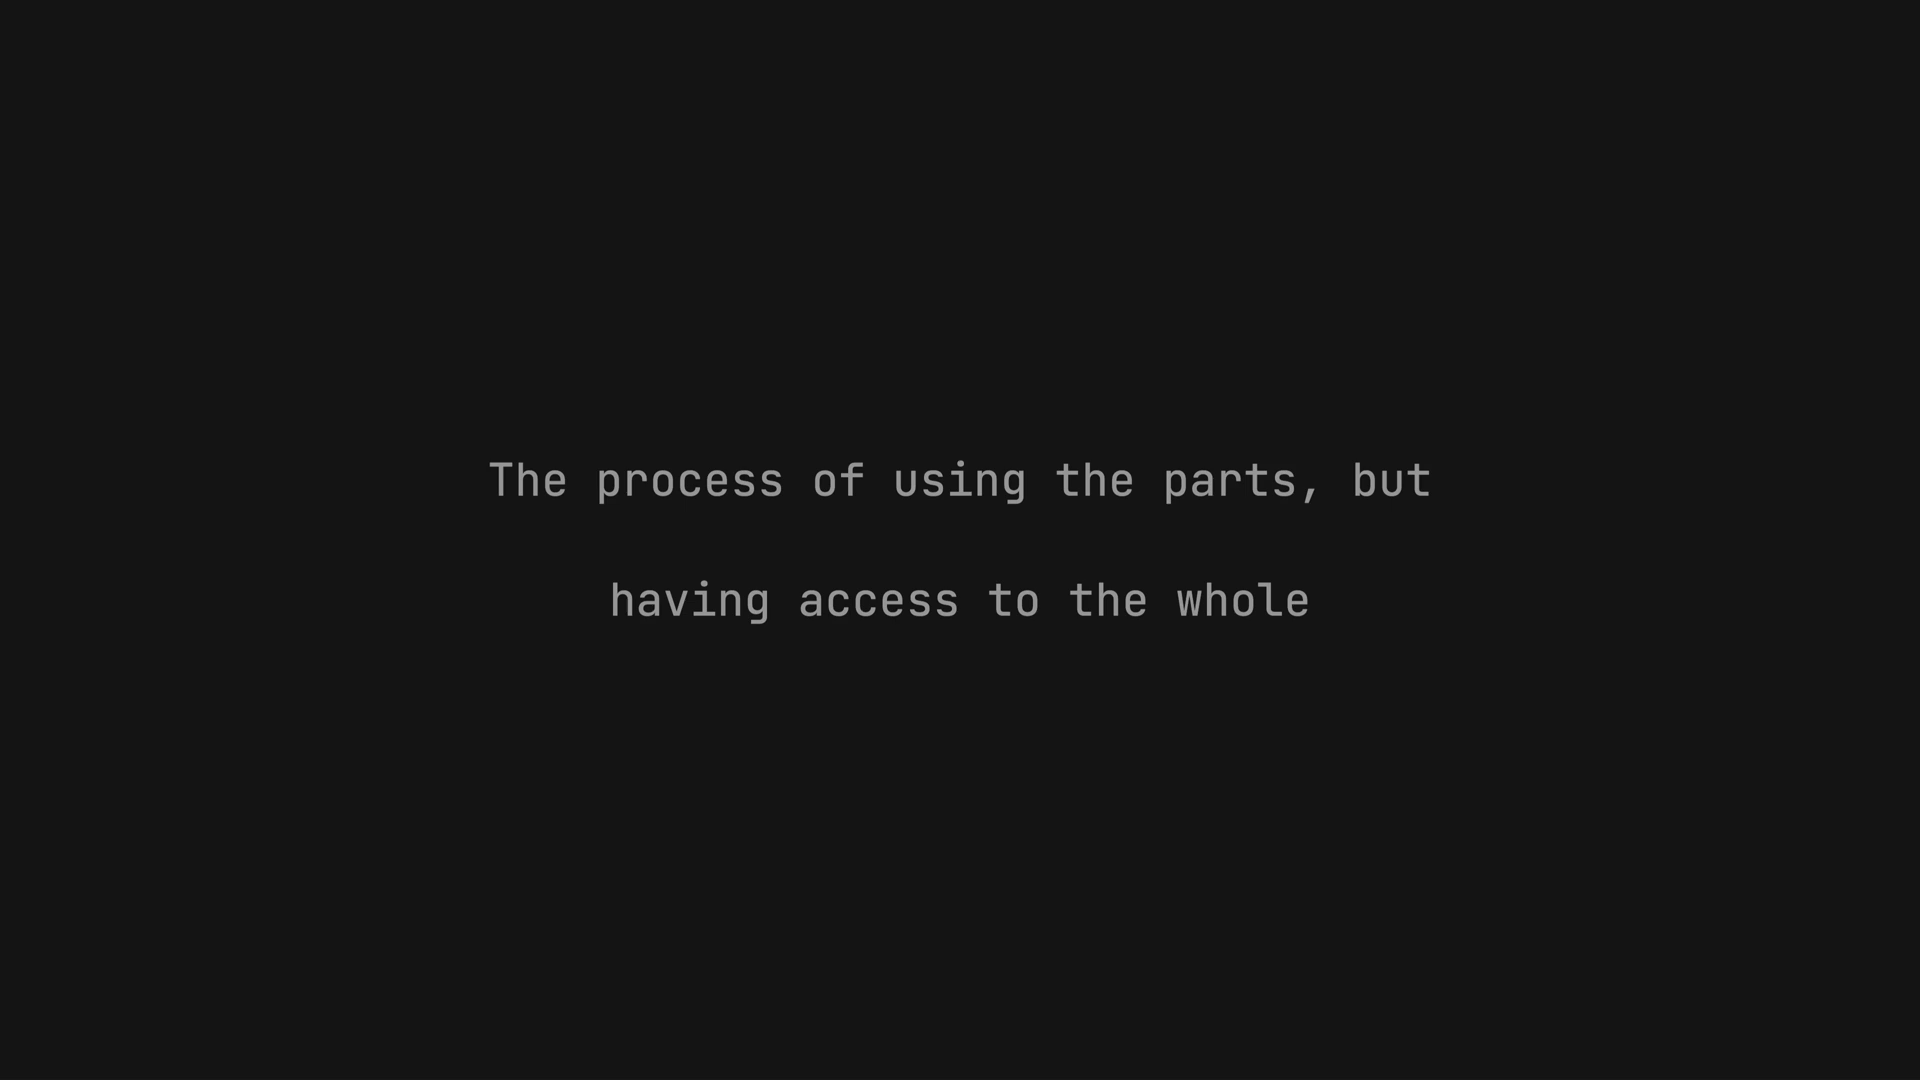 The process of using the parts, but
having access to the whole